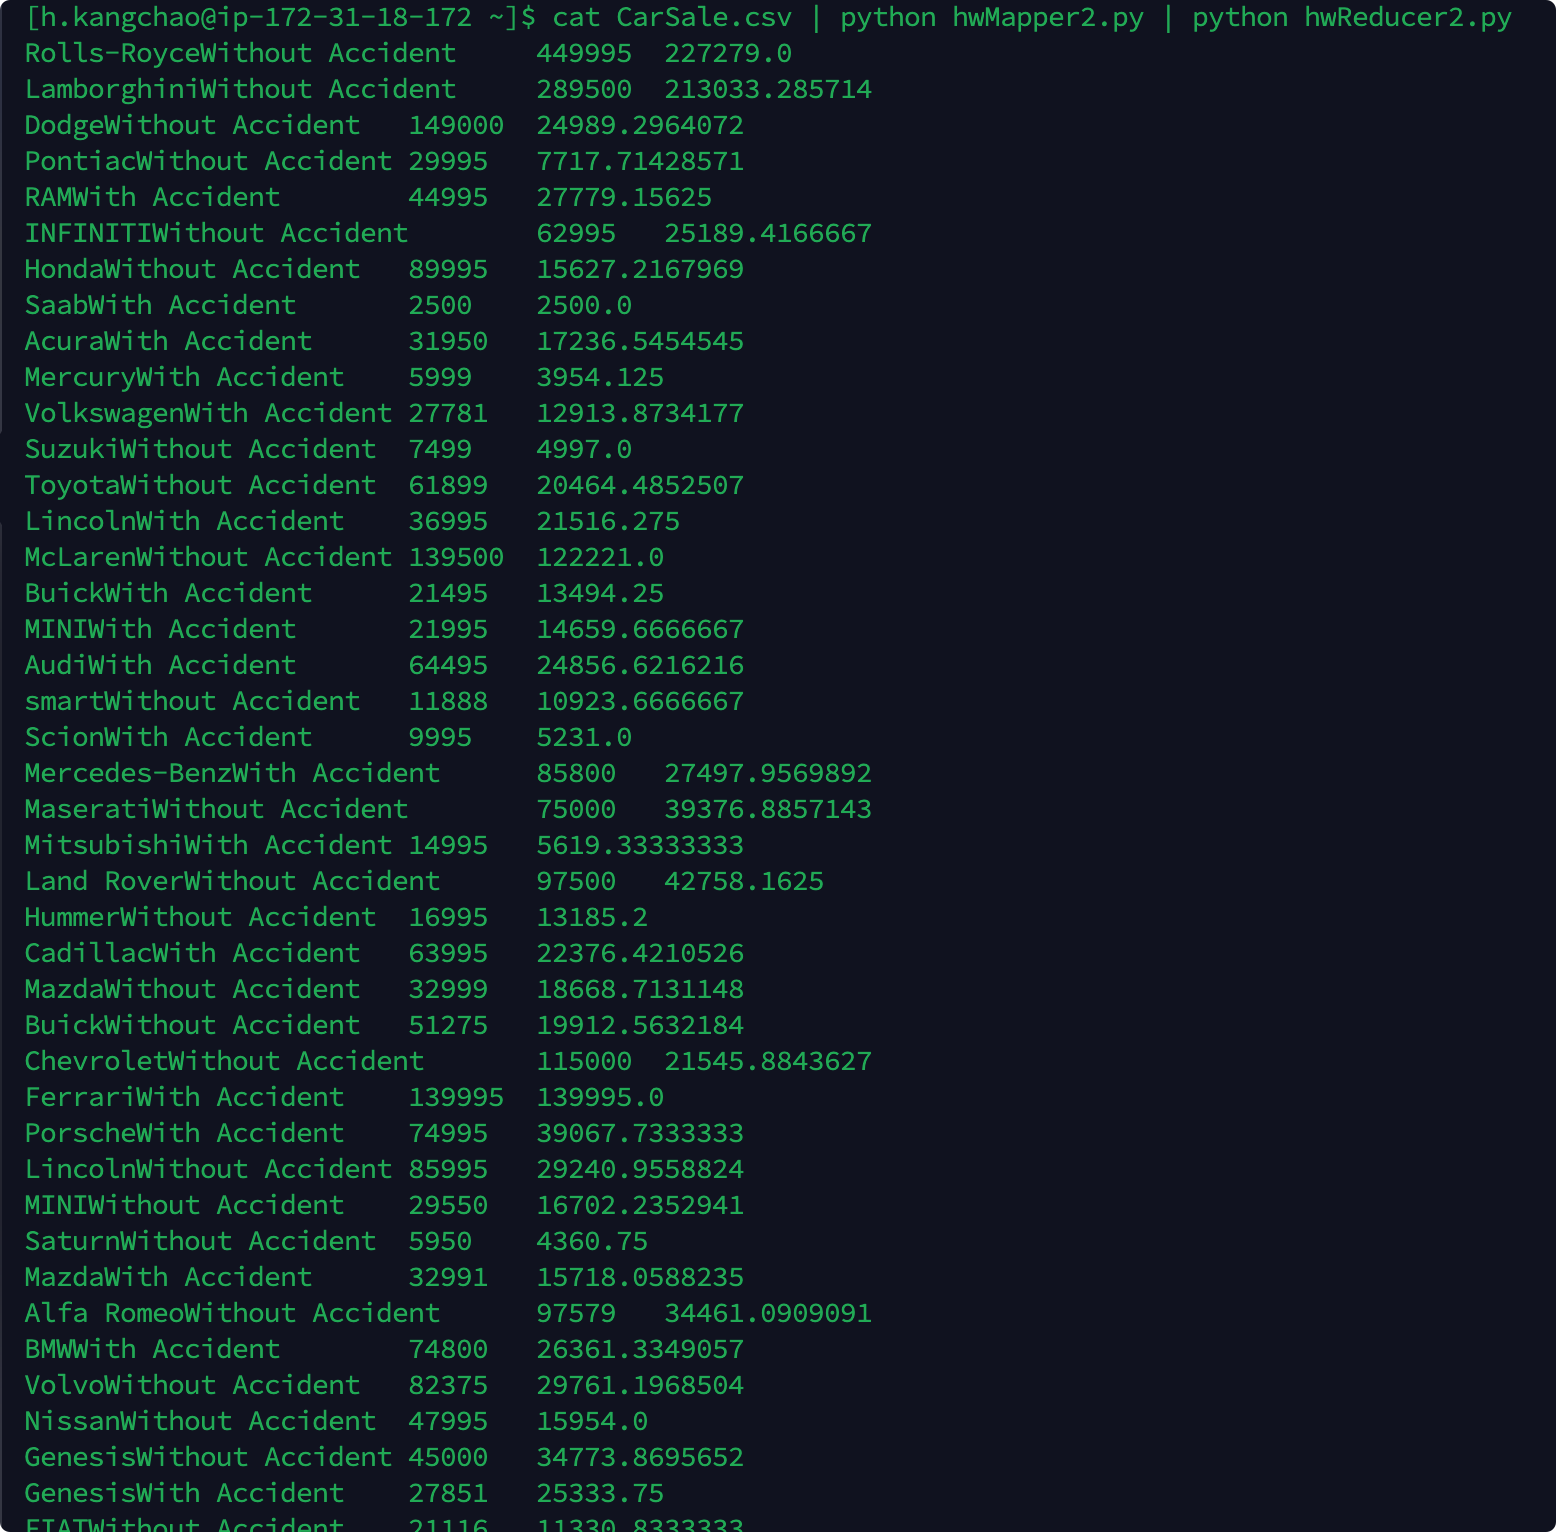 [h.kangchao@ip-172-31-18-172 ~]$ cat CarSale.csv | python hwMapper2.py | python hwReducer2.py
Rolls-RoyceWithout Accident 449995 227279.0
LamborghiniWithout Accident 289500 213033.285714
DodgeWithout Accident 149000 24989.2964072
PontiacWithout Accident 29995 7717.71428571
RAMWith Accident 44995 27779.15625
INFINITIWithout Accident 62995 25189.4166667
HondaWithout Accident 89995 15627.2167969
SaabWith Accident 2500 2500.0
AcuraWith Accident 31950 17236.5454545
MercuryWith Accident 5999 3954.125
VolkswagenWith Accident 27781 12913.8734177
SuzukiWithout Accident 7499 4997.0
ToyotaWithout Accident 61899 20464.4852507
LincolnWith Accident 36995 21516.275
McLarenWithout Accident 139500 122221.0
BuickWith Accident 21495 13494.25
MINIWith Accident 21995 14659.6666667
AudiWith Accident 64495 24856.6216216
smartWithout Accident 11888 10923.6666667
ScionWith Accident 9995 5231.0
Mercedes-BenzWith Accident 85800 27497.9569892
MaseratiWithout Accident 75000 39376.8857143
MitsubishiWith Accident 14995 5619.33333333
Land RoverWithout Accident 97500 42758.1625
HummerWithout Accident 16995 13185.2
CadillacWith Accident 63995 22376.4210526
MazdaWithout Accident 32999 18668.7131148
BuickWithout Accident 51275 19912.5632184
ChevroletWithout Accident 115000 21545.8843627
FerrariWith Accident 139995 139995.0
PorscheWith Accident 74995 39067.7333333
LincolnWithout Accident 85995 29240.9558824
MINIWithout Accident 29550 16702.2352941
SaturnWithout Accident 5950 4360.75
MazdaWith Accident 32991 15718.0588235
Alfa RomeoWithout Accident 97579 34461.0909091
BMWWith Accident 74800 26361.3349057
VolvoWithout Accident 82375 29761.1968504
NissanWithout Accident 47995 15954.0
GenesisWithout Accident 45000 34773.8695652
GenesisWith Accident 27851 25333.75
FIATWithout Accident 21116 11330.8333333